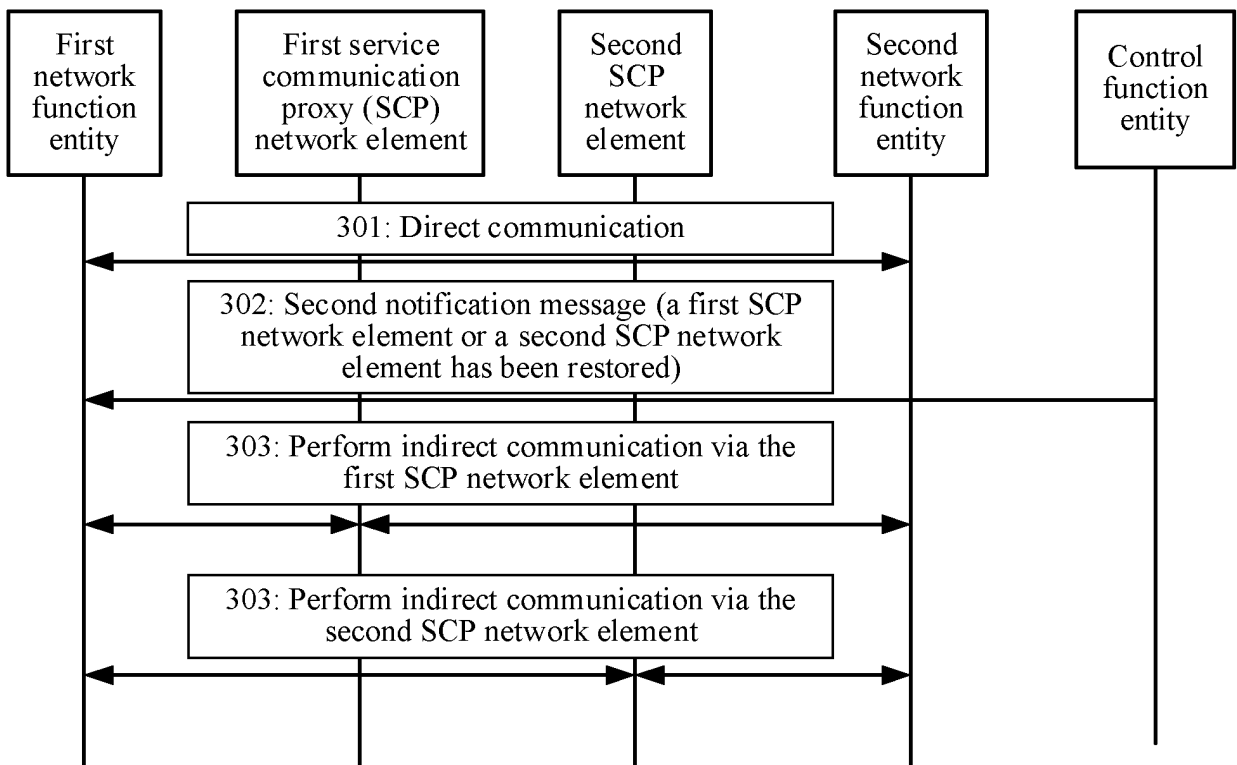 First
network
function
entity
First service
communication
proxy (SCP)
network element
Second
SCP
network
element
Second
network
function
entity
Control
function
entity
301: Direct communication
302: Second notification message (a first SCP
network element or a second SCP network
element has been restored)
303: Perform indirect communication via the
first SCP network element
303: Perform indirect communication via the
second SCP network element